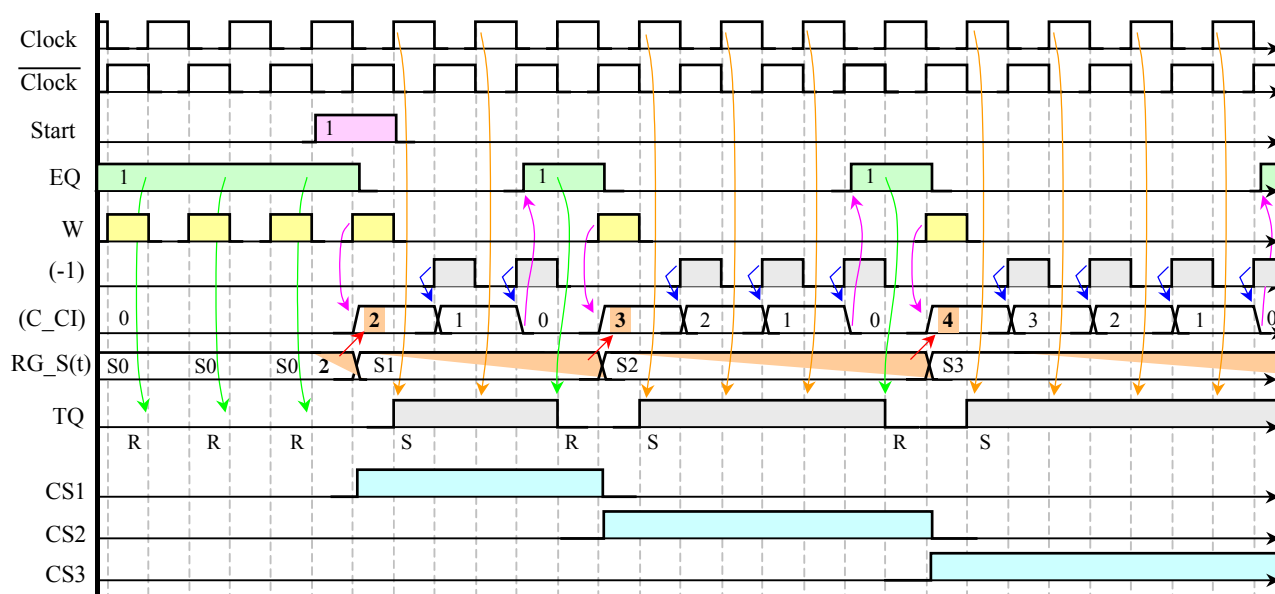 Clock
Clock
Start 1
EQ 1 1 1
W
(-1)
(C_CI) 0 2 1 0 3 2 1 0 4 3 2 1 0
RG_S(t) S0 S0 S0 2 S1 S2 S3
TQ
R R R S R S R S
CS1
CS2
CS3